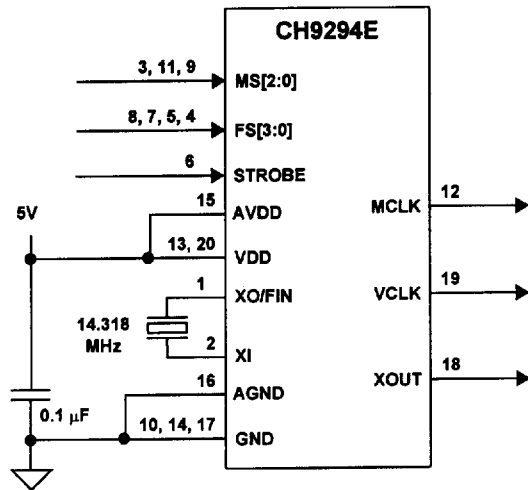 CH9294E
3, 11, 9
MS[2:0]
8, 7, 5, 4
FS[3:0]
6
STROBE
15
AVDD
MCLK
12
5V
13, 20
VDD
1
XO/FIN
VCLK
19
14.318
MHz
2
XI
16
AGND
XOUT
18
0.1 µF
10, 14, 17
GND